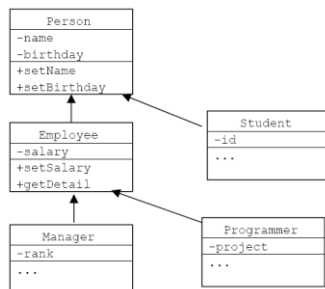 Person
-name
-birthday
+setName
+setBirthday
Employee
-salary
+setSalary
+getDetail
Student
-id
...
Manager
-rank
...
Programmer
-project
...